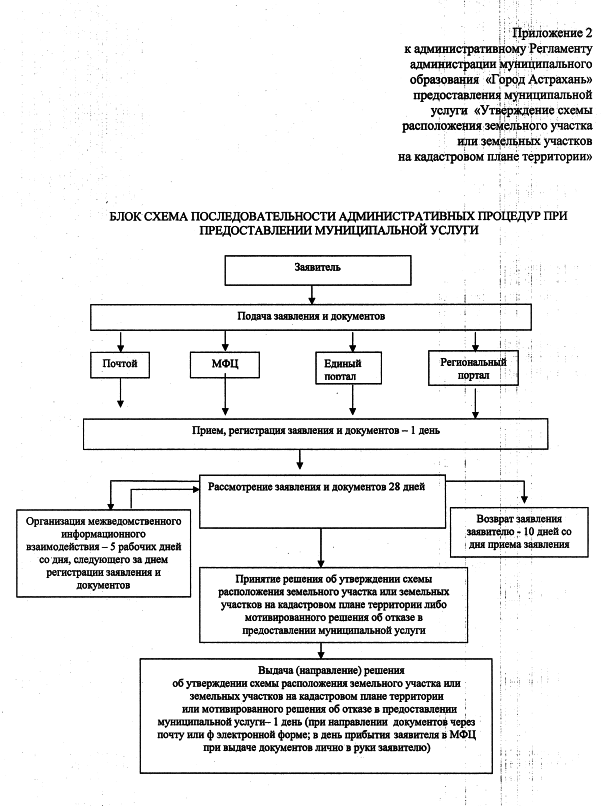 Приложение 2
к административному Регламенту
администрации муниципального
образования «Город Астрахань»
предоставления муниципальной
услуги «Утверждение схемы
расположения земельного участка
или земельных участков
на кадастровом плане территории»
БЛОК СХЕМА ПОСЛЕДОВАТЕЛЬНОСТИ АДМИНИСТРАТИВНЫХ ПРОЦЕДУР ПРИ
ПРЕДОСТАВЛЕНИИ МУНИЦИПАЛЬНОЙ УСЛУГИ
Заявитель
Подача заявления и документов
Почтой
МФЦ
Единый
портал
Региональный
портал
Прием, регистрация заявления и документов – 1 день
Рассмотрение заявления и документов 28 дней
Организация межведомственного
информационного
взаимодействия – 5 рабочих дней
со дня, следующего за днем
регистрации заявления и
документов
Возврат заявления
заявителю - 10 дней со
дня приема заявления
Принятие решения об утверждении схемы
расположения земельного участка или земельных
участков на кадастровом плане территории либо
мотивированного решения об отказе в
предоставлении муниципальной услуги
Выдача (направление) решения
об утверждении схемы расположения земельного участка или
земельных участков на кадастровом плане территории
или мотивированного решения об отказе в предоставлении
муниципальной услуги– 1 день (при направлении документов через
почту или ф электронной форме; в день прибытия заявителя в МФЦ
при выдаче документов лично в руки заявителю)